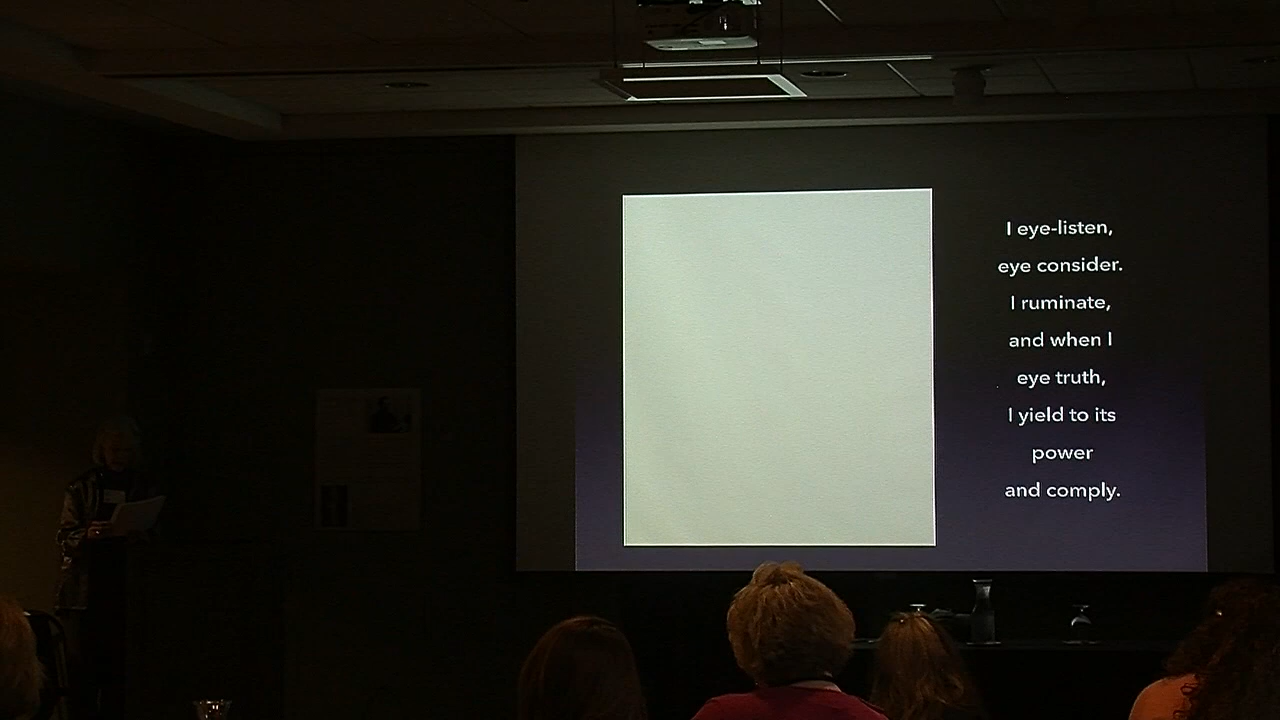 I eye-listen,
eye consider.
I ruminate,
and when I
eye truth,
I yield to its
power
and comply.